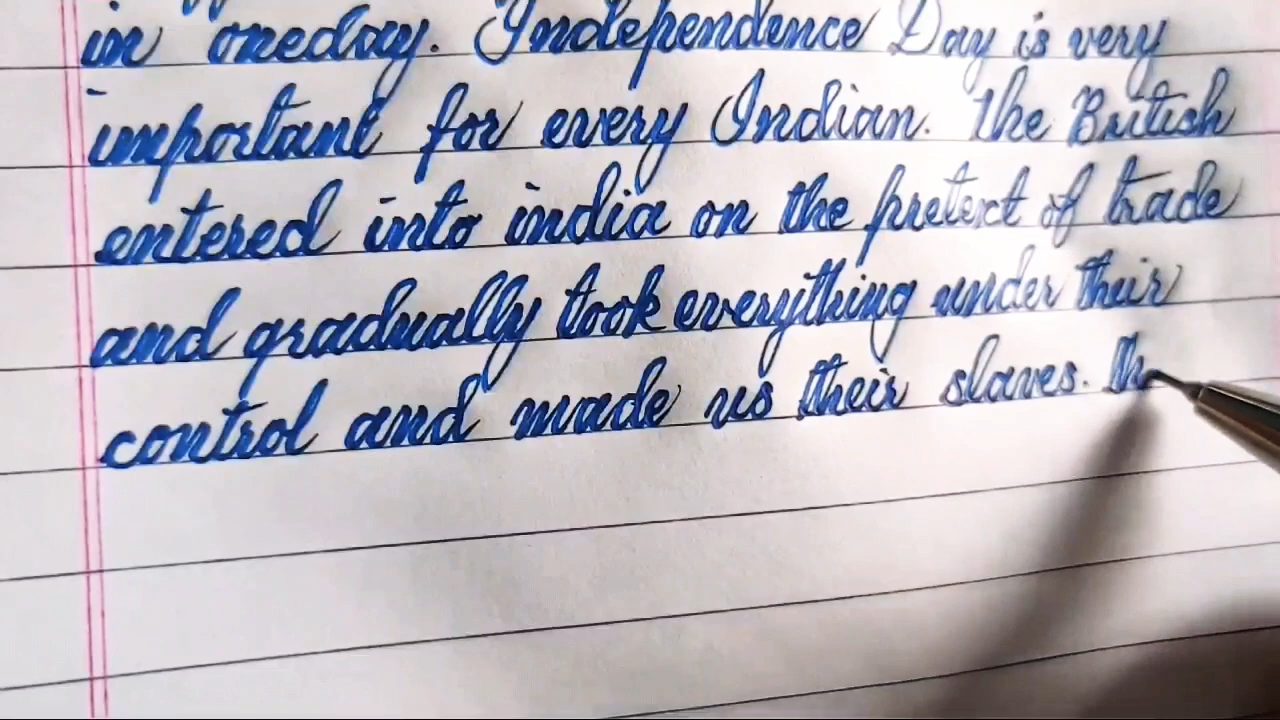 in oneday. Independence Day is very
important for every Indian. The British
entered into india on the pretext of trade
and gradually took everything under their
control and made us their slaves. Th